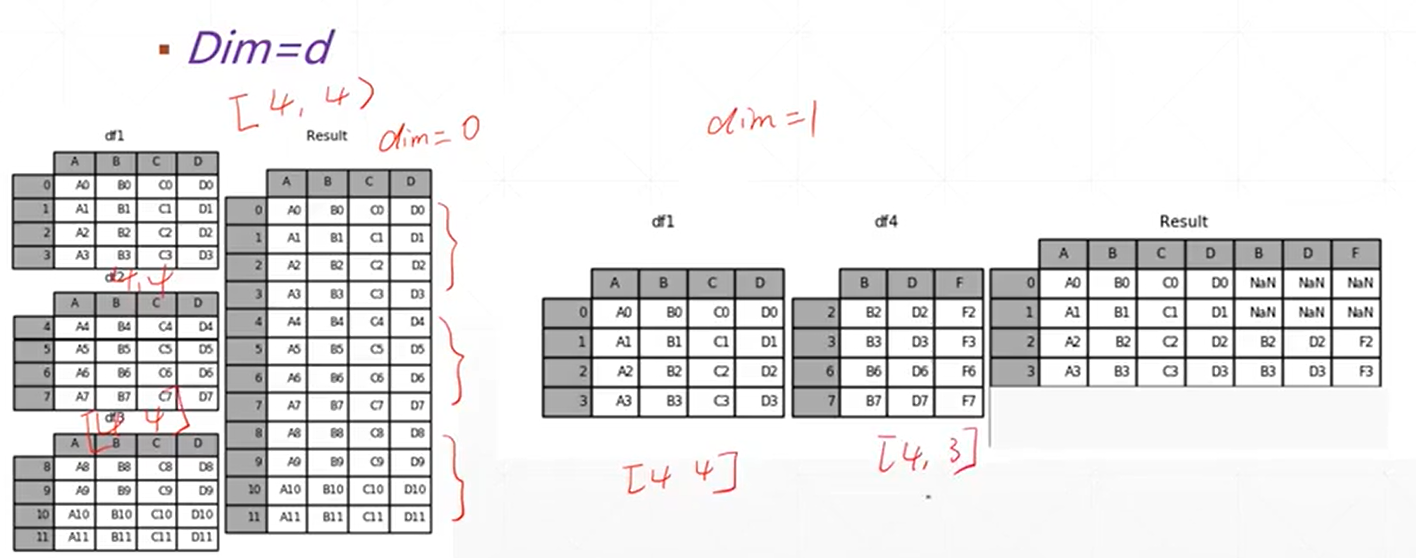 Dim=d
[4, 4)
dim=0
df1
A B C D
0 A0 B0 C0 D0
1 A1 B1 C1 D1
2 A2 B2 C2 D2
3 A3 B3 C3 D3
df2
4,4
A B C D
4 A4 B4 C4 D4
5 A5 B5 C5 D5
6 A6 B6 C6 D6
7 A7 B7 C7 D7
df3
[4 4]
A B C D
8 A8 B8 C8 D8
9 A9 B9 C9 D9
10 A10 B10 C10 D10
11 A11 B11 C11 D11
Result
A B C D
0 A0 B0 C0 D0
1 A1 B1 C1 D1
2 A2 B2 C2 D2
3 A3 B3 C3 D3
4 A4 B4 C4 D4
5 A5 B5 C5 D5
6 A6 B6 C6 D6
7 A7 B7 C7 D7
8 A8 B8 C8 D8
9 A9 B9 C9 D9
10 A10 B10 C10 D10
11 A11 B11 C11 D11
dim=1
df1
A B C D
0 A0 B0 C0 D0
1 A1 B1 C1 D1
2 A2 B2 C2 D2
3 A3 B3 C3 D3
[4 4]
df4
B D F
2 B2 D2 F2
3 B3 D3 F3
6 B6 D6 F6
7 B7 D7 F7
[4, 3]
Result
A B C D B D F
0 A0 B0 C0 D0 NaN NaN NaN
1 A1 B1 C1 D1 NaN NaN NaN
2 A2 B2 C2 D2 B2 D2 F2
3 A3 B3 C3 D3 B3 D3 F3